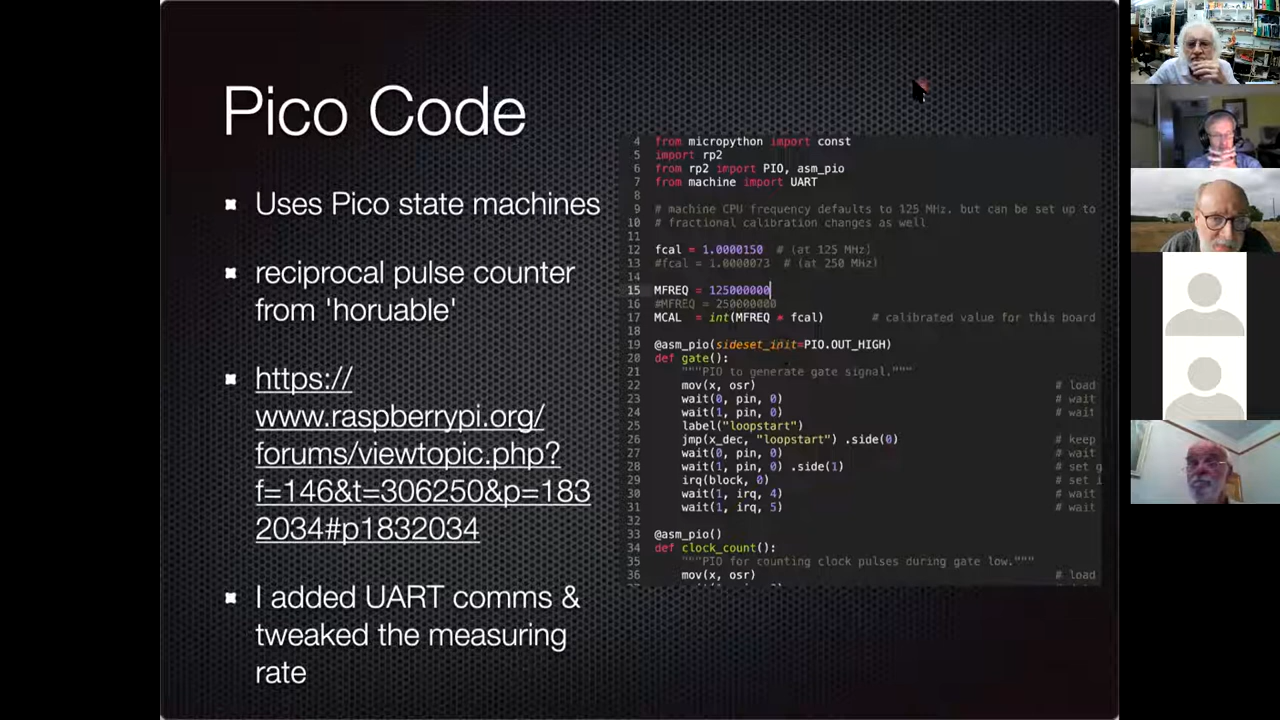 Pico Code
Uses Pico state machines
reciprocal pulse counter
from 'horuable'
https://
www.raspberrypi.org/
forums/viewtopic.php?
f=146&t=306250&p=183
2034#p1832034
I added UART comms &
tweaked the measuring
rate
4 from micropython import const
5 import rp2
6 from rp2 import PIO, asm_pio
7 from machine import UART
8
9 # machine CPU frequency defaults to 125 MHz. but can be set up to
10 # fractional calibration changes as well
11
12 fcal = 1.0000150 # (at 125 MHz)
13 #fcal = 1.0000073 # (at 250 MHz)
14
15 MFREQ = 125000000
16 #MFREQ = 250000000
17 MCAL = int(MFREQ * fcal) # calibrated value for this board
18
19 @asm_pio(sideset_init=PIO.OUT_HIGH)
20 def gate():
21 """PIO to generate gate signal."""
22 mov(x, osr) # load
23 wait(0, pin, 0) # wait
24 wait(1, pin, 0) # wait
25 label("loopstart")
26 jmp(x_dec, "loopstart") .side(0) # keep
27 wait(0, pin, 0) # wait
28 wait(1, pin, 0) .side(1) # set g
29 irq(block, 0) # set i
30 wait(1, irq, 4) # wait
31 wait(1, irq, 5) # wait
32
33 @asm_pio()
34 def clock_count():
35 """PIO for counting clock pulses during gate low."""
36 mov(x, osr) # load